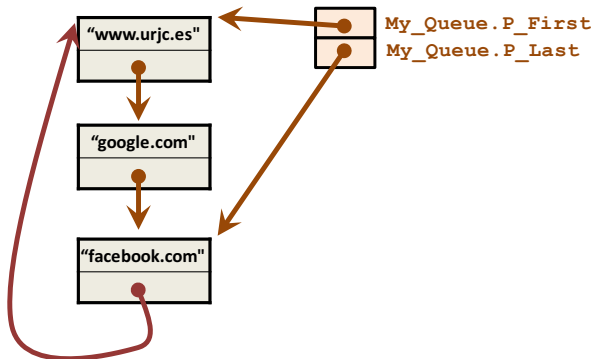 “www.urjc.es"
My_Queue.P_First
My_Queue.P_Last
“google.com"
“facebook.com"